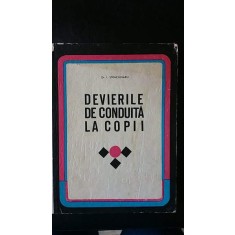 DEVIERILE
DE CONDUITĂ
LA COPII